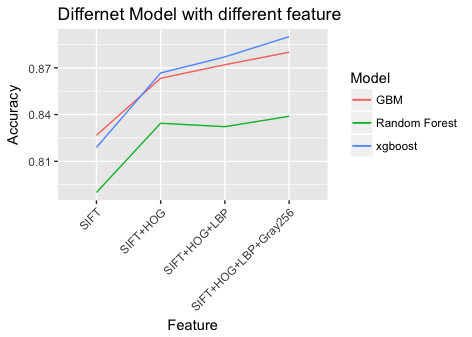 Differnet Model with different feature
Accuracy
0.87
0.84
0.81
SIFT
SIFT+HOG
SIFT+HOG+LBP
SIFT+HOG+LBP+Gray256
Feature
Model
GBM
Random Forest
xgboost